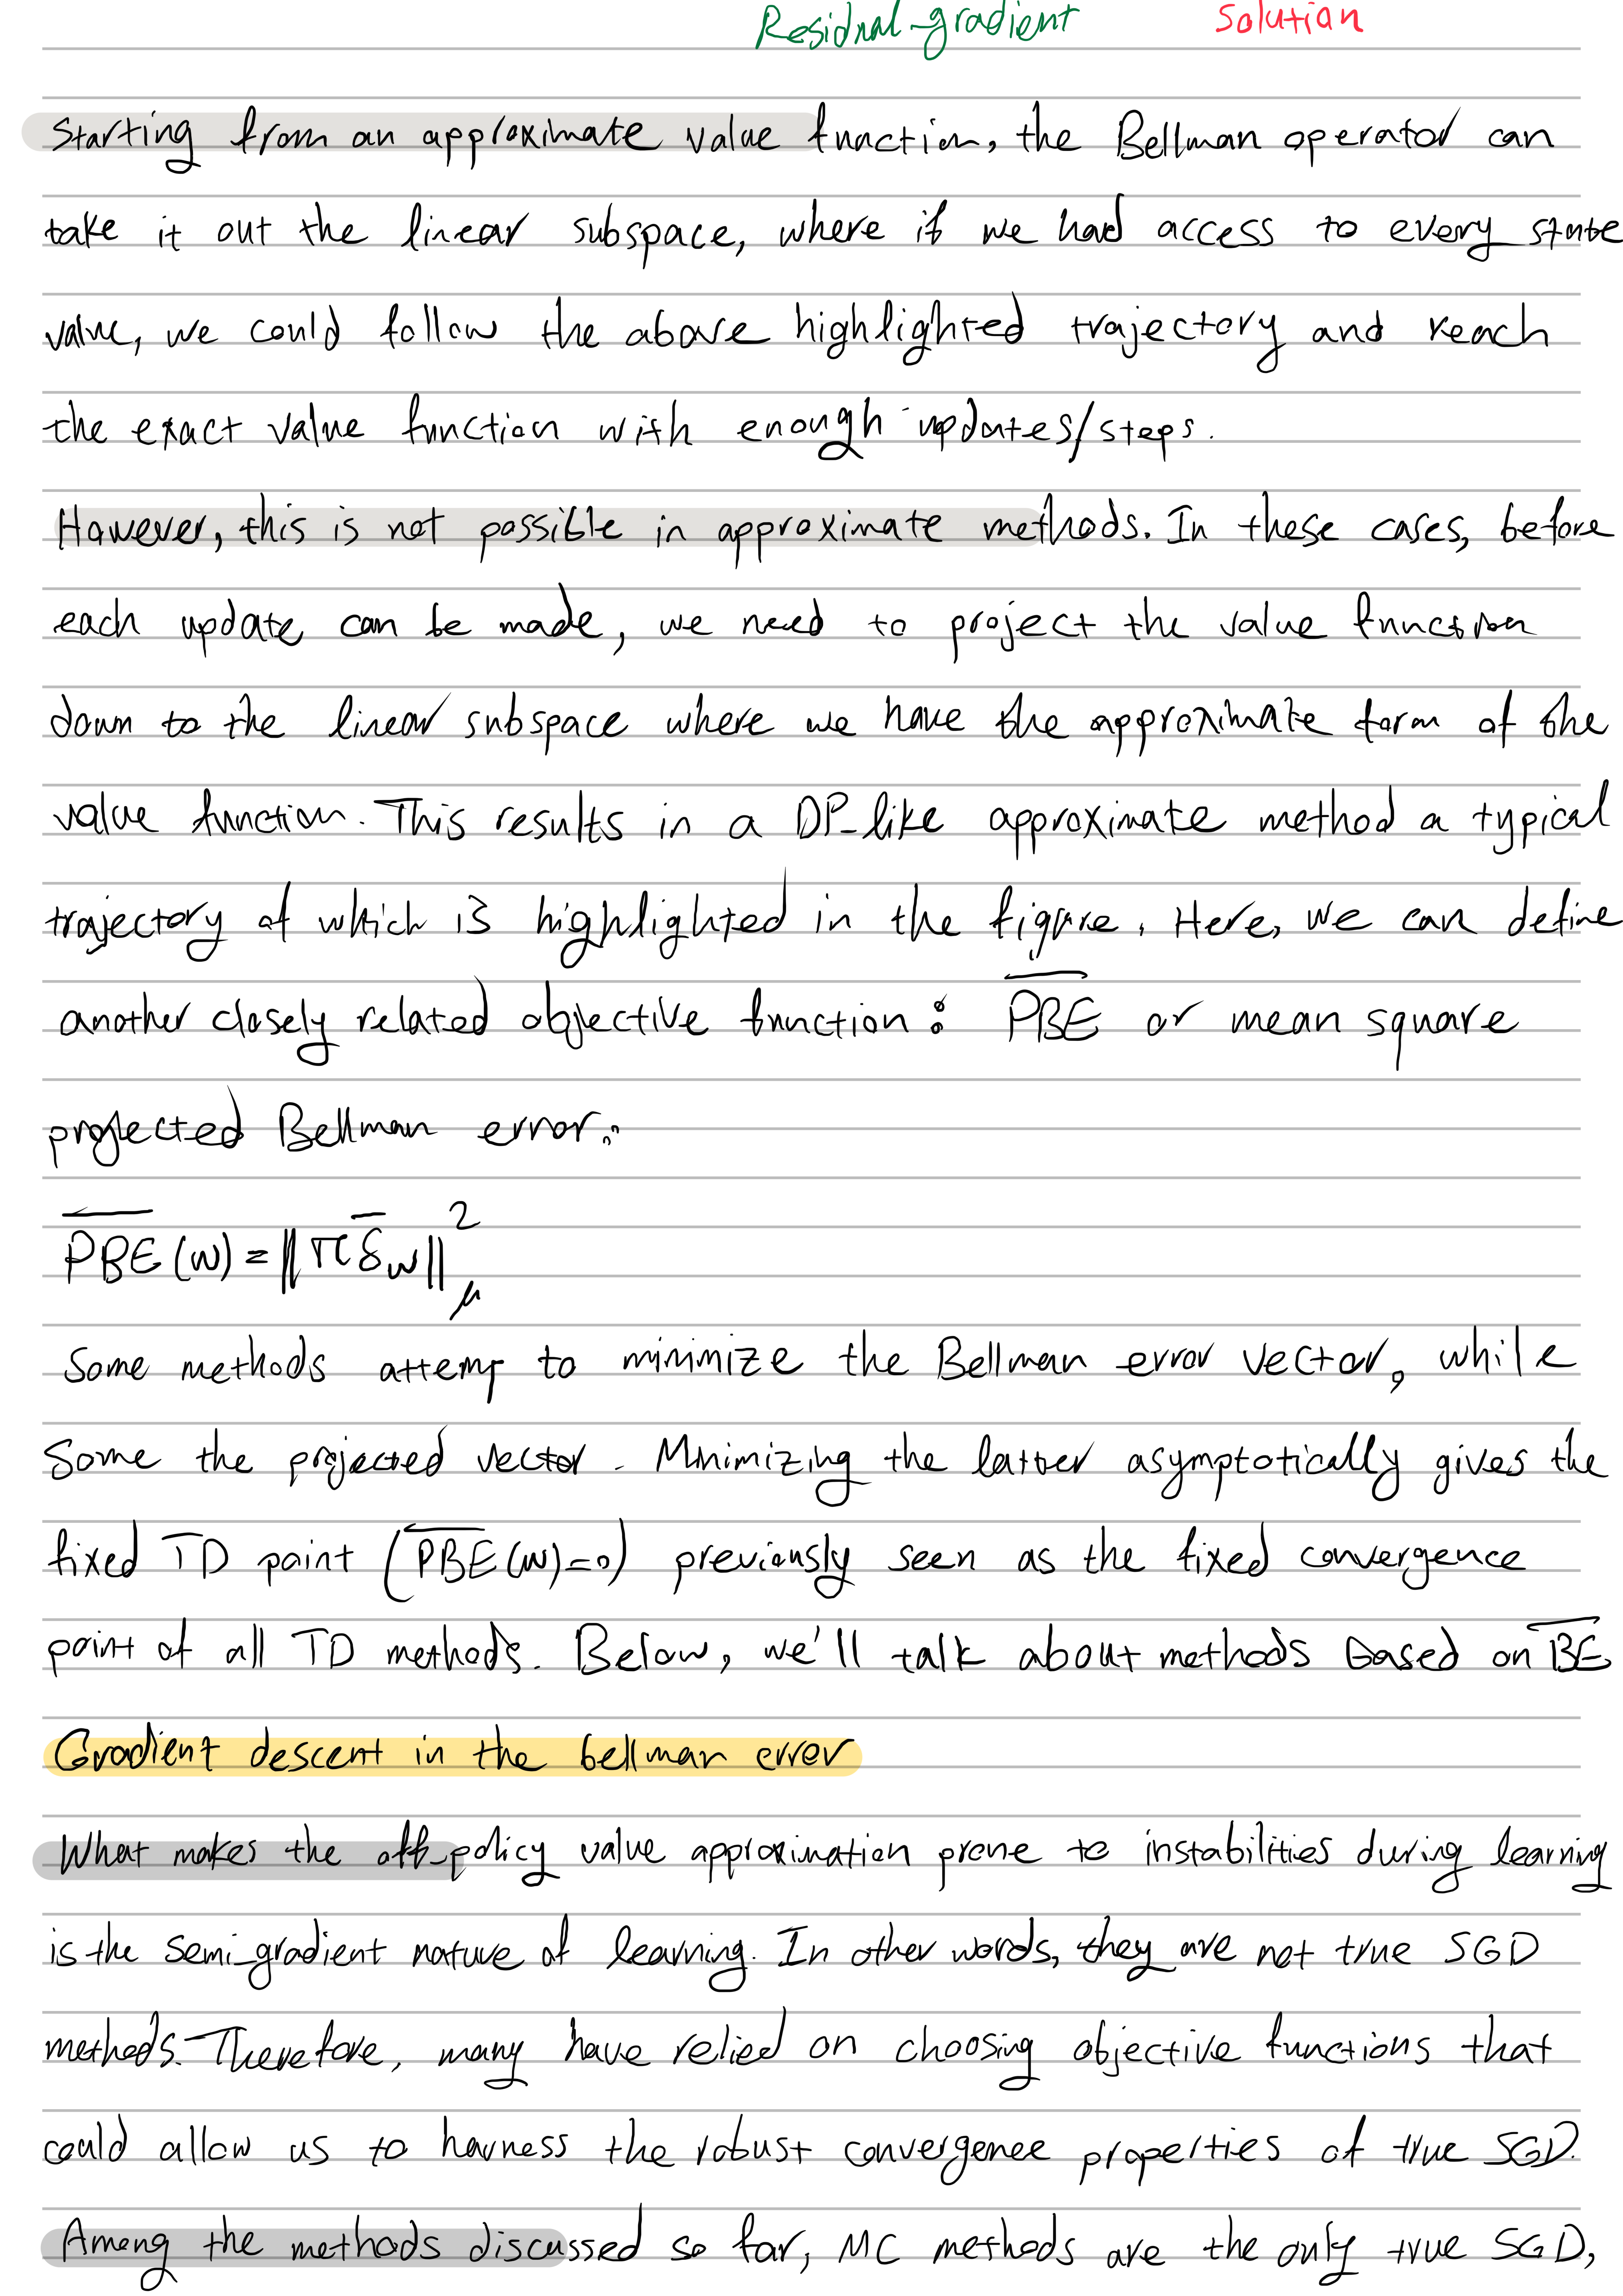 Residual-gradient Solution
Starting from an approximate value function, the Bellman operator can
take it out the linear subspace, where if we had access to every state
value, we could follow the above highlighted trajectory and reach
the exact value function with enough updates/steps.
However, this is not possible in approximate methods. In these cases, before
each update can be made, we need to project the value function
down to the linear subspace where we have the approximate form of the
value function. This results in a DP-like approximate method a typical
trajectory of which is highlighted in the figure. Here, we can define
another closely related objective function: \overline{PBE} or mean square
projected Bellman error:
\overline{PBE}(w) = ||π\bar{δ}_w||²_μ
Some methods attemp to minimize the Bellman error vector, while
Some the projected vector. Minimizing the latter asymptotically gives the
fixed TD point (\overline{PBE}(w)=0) previously seen as the fixed convergence
point of all TD methods. Below, we'll talk about methods based on \overline{BE}
Gradient descent in the bellman error
What makes the off-policy value approximation prone to instabilities during learning
is the semi-gradient nature of learning. In other words, they are not true SGD
methods. Therefore, many have relied on choosing objective functions that
could allow us to harness the robust convergence properties of true SGD.
Among the methods discussed so far, MC methods are the only true SGD,